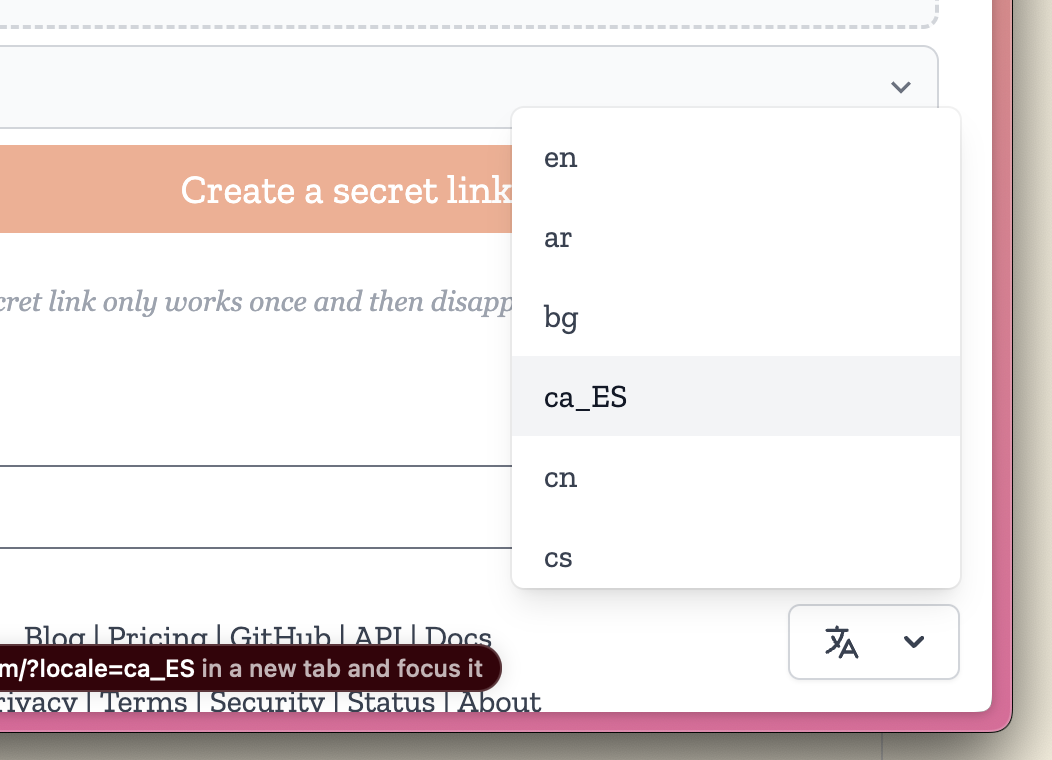 Create a secret link
cret link only works once and then
en
ar
bg
ca_ES
cn
cs
Blog | Pricing | GitHub | API | Docs
m/?locale=ca_ES in a new tab and focus it
rivacy | Terms | Security | Status | About